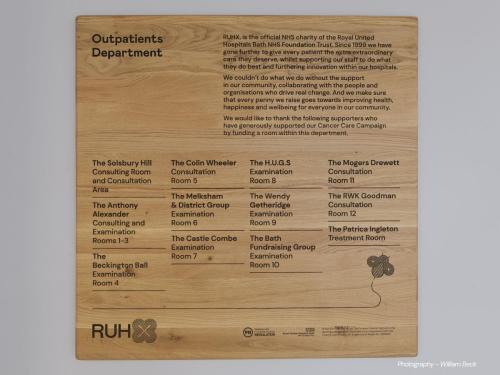 Outpatients
Department
RUHX, is the official NHS charity of the Royal United
Hospitals Bath NHS Foundation Trust. Since 1999 we have
gone further to give every patient the extra extraordinary
care they deserve, whilst supporting our staff to do what
they do best and furthering innovation within our hospitals.
We couldn't do what we do without the support
in our community, collaborating with the people and
organisations who drive real change. And we make sure
that every penny we raise goes towards improving health,
happiness and wellbeing for everyone in our community.
We would like to thank the following supporters who
have generously supported our Cancer Care Campaign
by funding a room within this department.
The Solsbury Hill
Consulting Room
and Consultation
Area
The Anthony
Alexander
Consulting and
Examination
Rooms 1-3
The
Beckington Ball
Examination
Room 4
The Colin Wheeler
Consultation
Room 5
The Melksham
& District Group
Examination
Room 6
The Castle Combe
Examination
Room 7
The H.U.G.S
Examination
Room 8
The Wendy
Getheridge
Examination
Room 9
The Bath
Fundraising Group
Examination
Room 10
The Mogers Drewett
Consultation
Room 11
The RWK Goodman
Consultation
Room 12
The Patrica Ingleton
Treatment Room
RUHX
Photography – William Beck